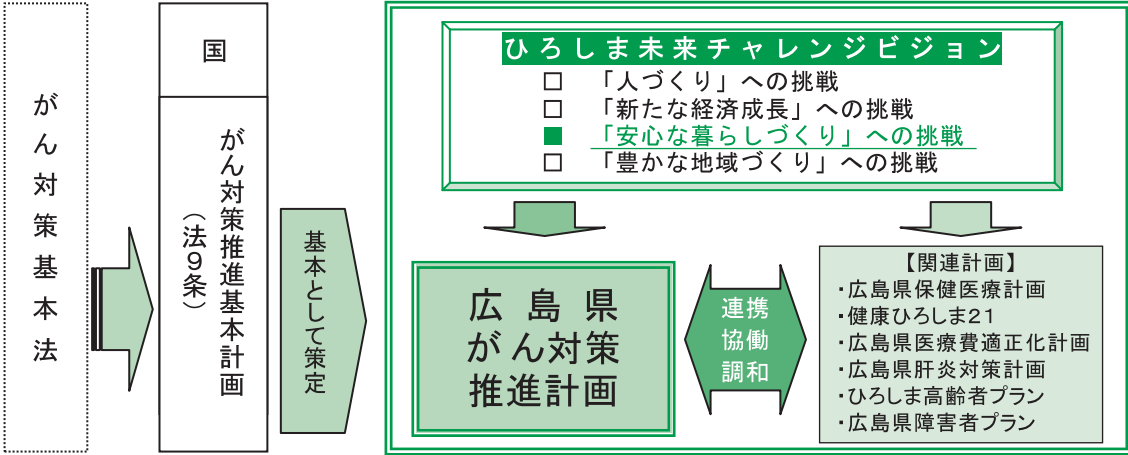 がん対策基本法
国
がん対策推進基本計画
（法９条）
基本として策定
ひろしま未来チャレンジビジョン
□ 「人づくり」への挑戦
□ 「新たな経済成長」への挑戦
■ 「安心な暮らしづくり」への挑戦
□ 「豊かな地域づくり」への挑戦
広島県
がん対策
推進計画
連携
協働
調和
【関連計画】
・広島県保健医療計画
・健康ひろしま２１
・広島県医療費適正化計画
・広島県肝炎対策計画
・ひろしま高齢者プラン
・広島県障害者プラン